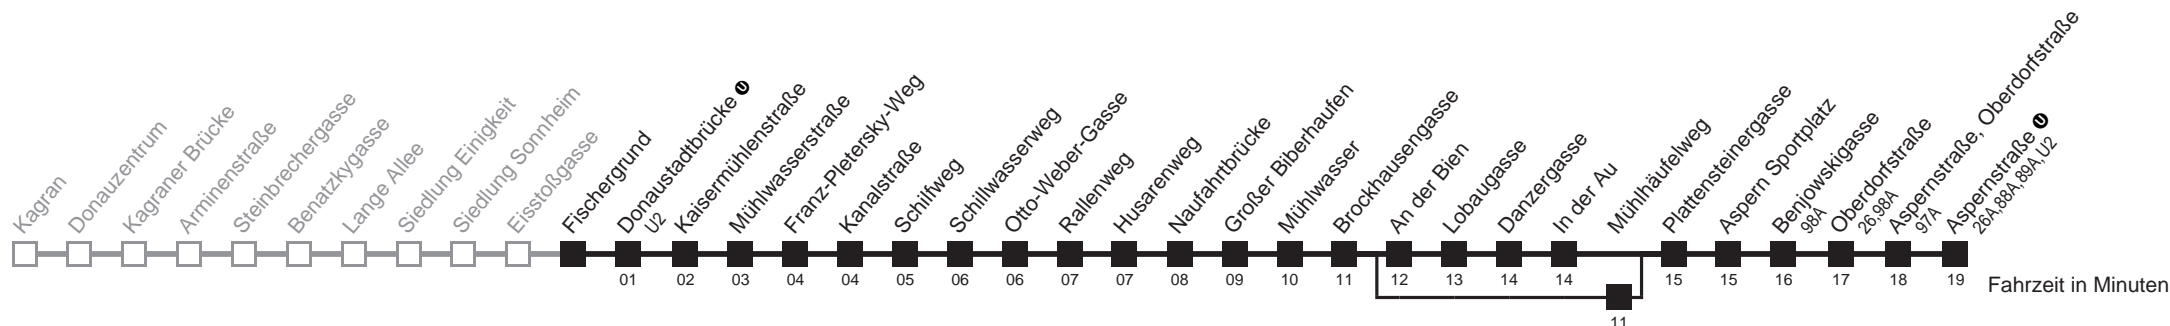 Kagran
Donauzentrum
Kagraner Brücke
Arminenstraße
Steinbrechergasse
Benatzkygasse
Lange Allee
Siedlung Einigkeit
Siedlung Sonnheim
Eisstoßgasse
Fischergrund
Donaustadtbrücke U
U2
Kaisermühlenstraße
Mühlwasserstraße
Franz-Pletersky-Weg
Kanalstraße
Schilfweg
Schillwasserweg
Otto-Weber-Gasse
Rallenweg
Husarenweg
Naufahrtbrücke
Großer Biberhaufen
Mühlwasser
Brockhausengasse
An der Bien
Lobaugasse
Danzergasse
In der Au
Mühlhäufelweg
Plattensteinergasse
Aspern Sportplatz
Benjowskigasse
98A
Oberdorfstraße
26,98A
Aspernstraße, Oberdorfstraße
97A
Aspernstraße U
26A,88A,89A,U2
01 02 03 04 04 05 06 06 07 07 08 09 10 11 12 13 14 14 15 15 16 17 18 19 Fahrzeit in Minuten
11